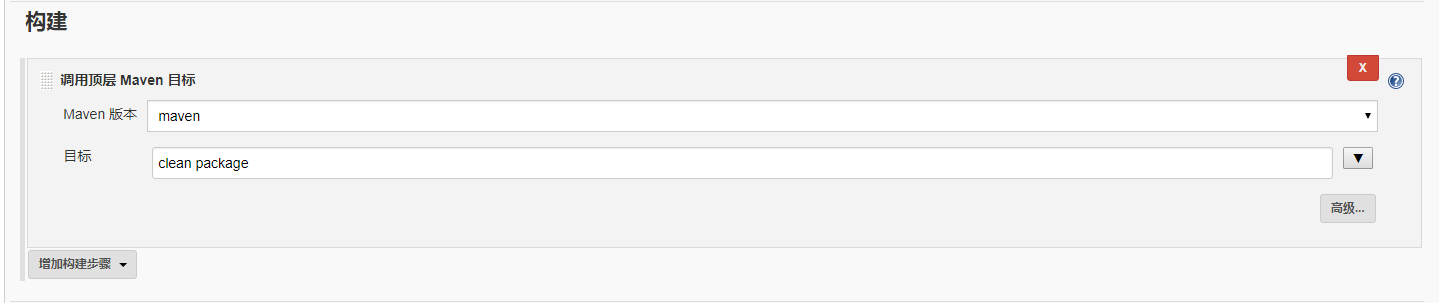 构建
调用顶层 Maven 目标
X
?
Maven 版本
maven
目标
clean package
高级...
增加构建步骤